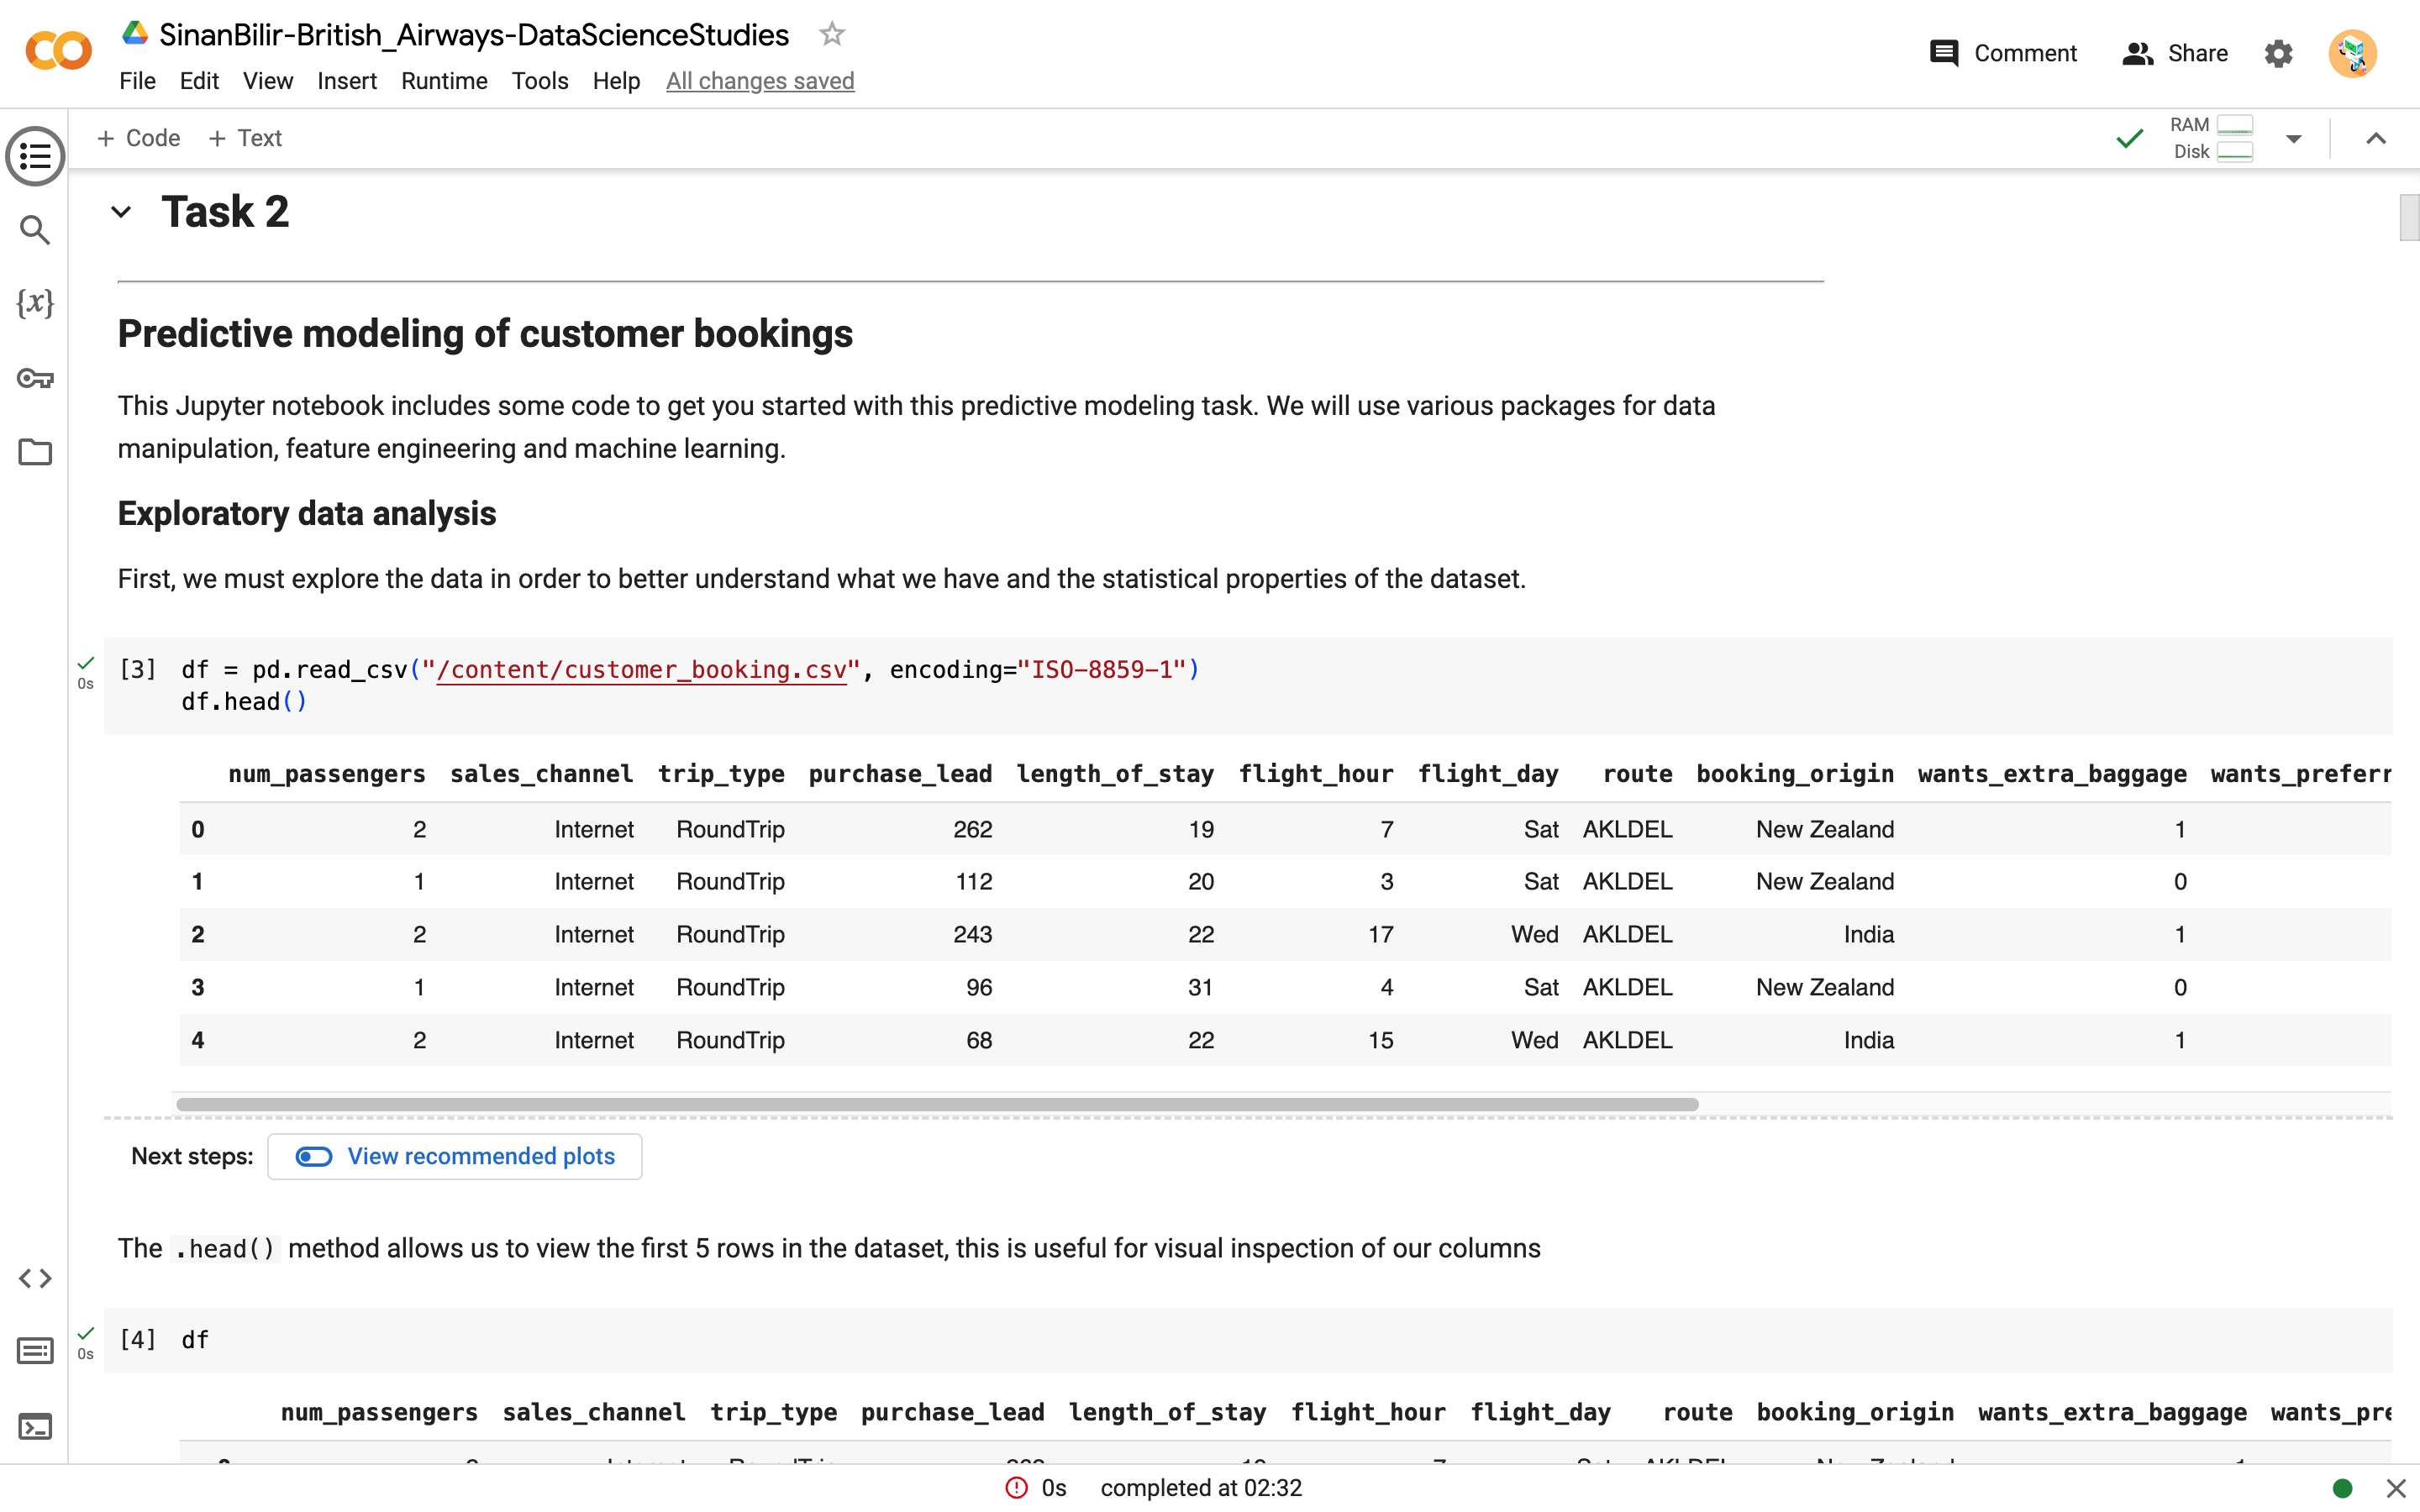 SinanBilir-British_Airways-DataScienceStudies
File Edit View Insert Runtime Tools Help All changes saved
Comment Share
+ Code + Text
RAM
Disk
Task 2
Predictive modeling of customer bookings
This Jupyter notebook includes some code to get you started with this predictive modeling task. We will use various packages for data
manipulation, feature engineering and machine learning.
Exploratory data analysis
First, we must explore the data in order to better understand what we have and the statistical properties of the dataset.
[3] df = pd.read_csv("/content/customer_booking.csv", encoding="ISO-8859-1")
0s
df.head()
num_passengers sales_channel trip_type purchase_lead length_of_stay flight_hour flight_day route booking_origin wants_extra_baggage wants_preferr
0 2 Internet RoundTrip 262 19 7 Sat AKLDEL New Zealand 1
1 1 Internet RoundTrip 112 20 3 Sat AKLDEL New Zealand 0
2 2 Internet RoundTrip 243 22 17 Wed AKLDEL India 1
3 1 Internet RoundTrip 96 31 4 Sat AKLDEL New Zealand 0
4 2 Internet RoundTrip 68 22 15 Wed AKLDEL India 1
Next steps: View recommended plots
The .head() method allows us to view the first 5 rows in the dataset, this is useful for visual inspection of our columns
[4] df
0s
num_passengers sales_channel trip_type purchase_lead length_of_stay flight_hour flight_day route booking_origin wants_extra_baggage wants_pre
0s completed at 02:32